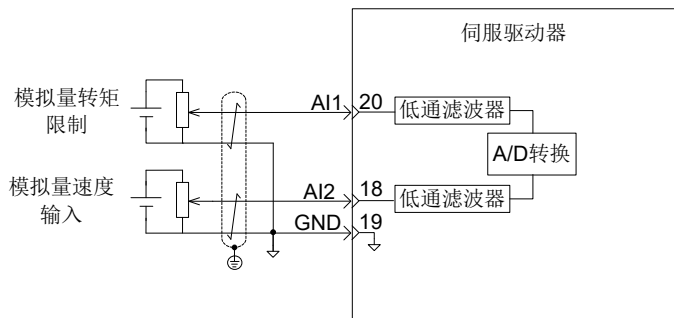 伺服驱动器
模拟量转矩
限制
AI1
20
低通滤波器
A/D转换
模拟量速度
输入
AI2
18
低通滤波器
GND
19